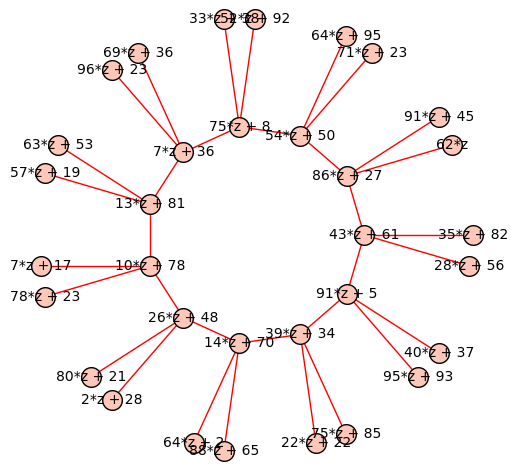 33*z
+ 92
64*z + 95
69*z + 36
71*z + 23
96*z + 23
91*z + 45
75*z + 8
54*z + 50
63*z + 53
62*z
7*z + 36
57*z + 19
86*z + 27
13*z + 81
43*z + 61
35*z + 82
7*z + 17
10*z + 78
28*z + 56
78*z + 23
91*z + 5
26*z + 48
39*z + 34
14*z + 70
40*z + 37
80*z + 21
95*z + 93
2*z + 28
75*z + 85
64*z + 2
22*z + 22
88*z + 65